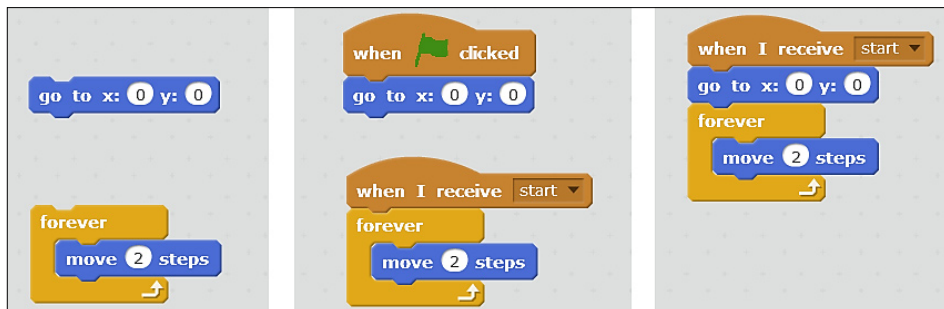 go to x: 0 y: 0
forever
move 2 steps
when clicked
go to x: 0 y: 0
when I receive start
forever
move 2 steps
when I receive start
go to x: 0 y: 0
forever
move 2 steps